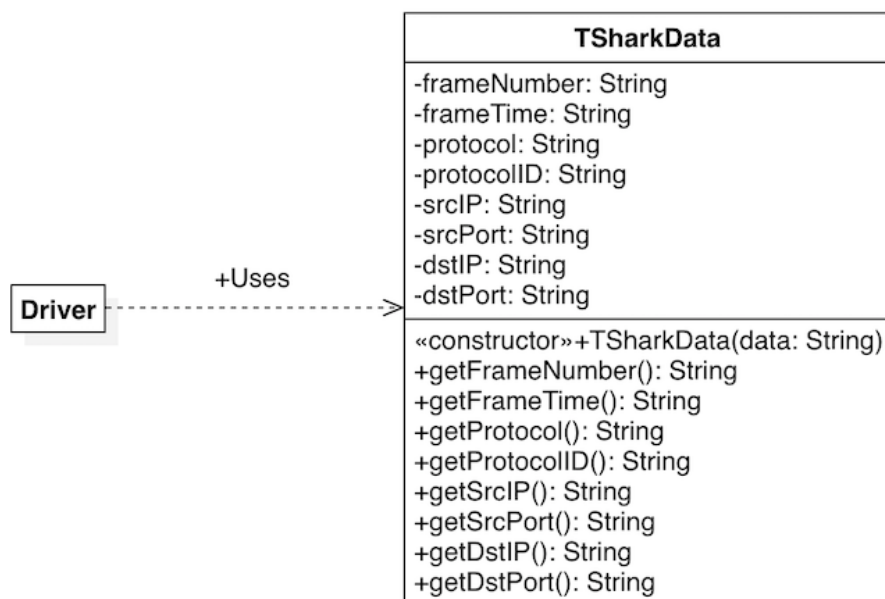 TSharkData
-frameNumber: String
-frameTime: String
-protocol: String
-protocolID: String
-srcIP: String
-srcPort: String
-dstIP: String
-dstPort: String
+Uses
Driver
«constructor»+TSharkData(data: String)
+getFrameNumber(): String
+getFrameTime(): String
+getProtocol(): String
+getProtocolID(): String
+getSrcIP(): String
+getSrcPort(): String
+getDstIP(): String
+getDstPort(): String